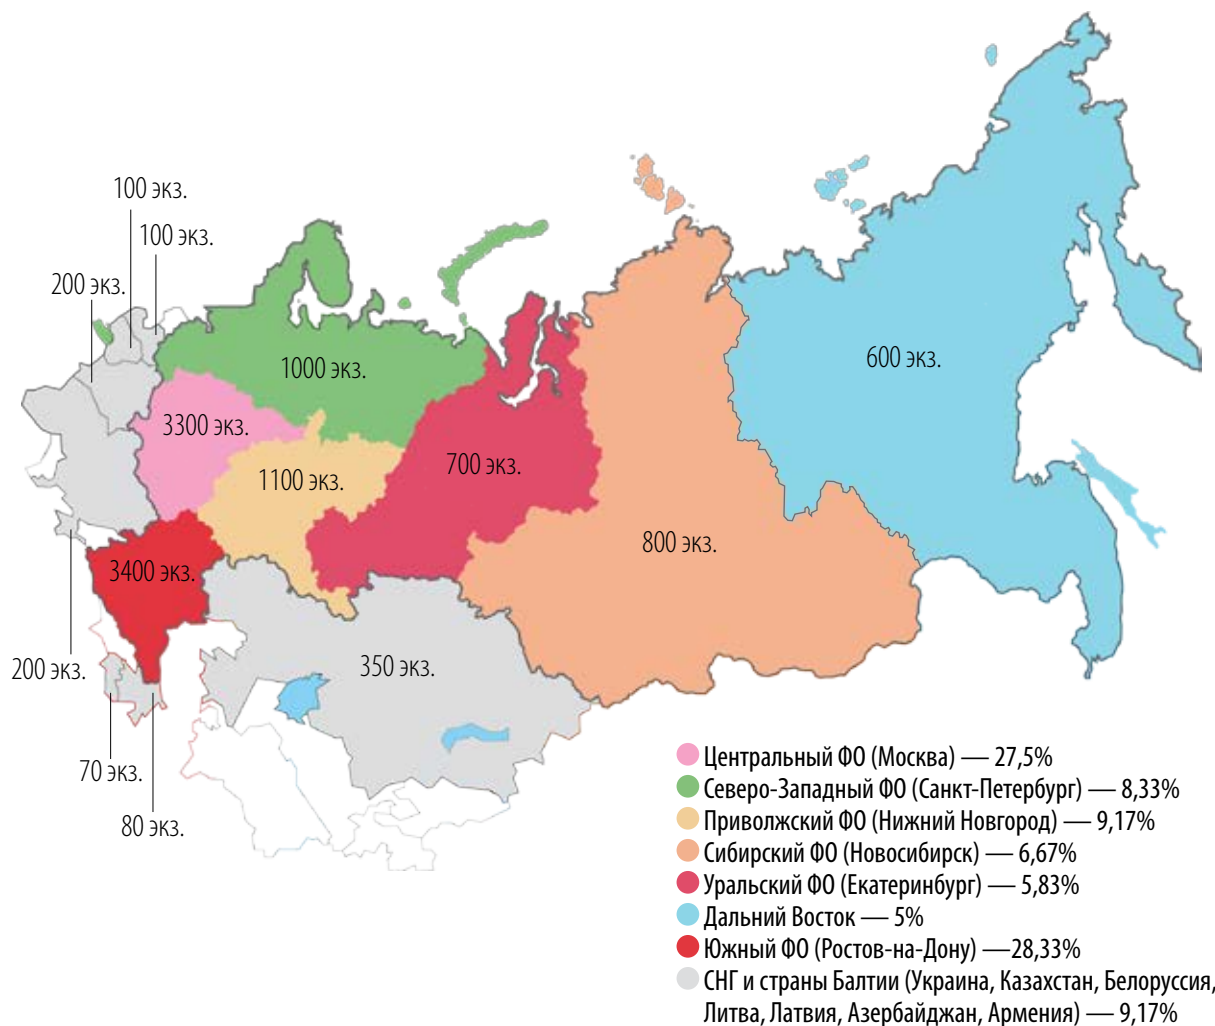 100 экз.
100 экз.
200 экз.
1000 экз.
600 экз.
3300 экз.
700 экз.
1100 экз.
800 экз.
3400 экз.
200 экз.
350 экз.
70 экз.
80 экз.
Центральный ФО (Москва) — 27,5%
Северо-Западный ФО (Санкт-Петербург) — 8,33%
Приволжский ФО (Нижний Новгород) — 9,17%
Сибирский ФО (Новосибирск) — 6,67%
Уральский ФО (Екатеринбург) — 5,83%
Дальний Восток — 5%
Южный ФО (Ростов-на-Дону) —28,33%
СНГ и страны Балтии (Украина, Казахстан, Белоруссия,
Литва, Латвия, Азербайджан, Армения) — 9,17%